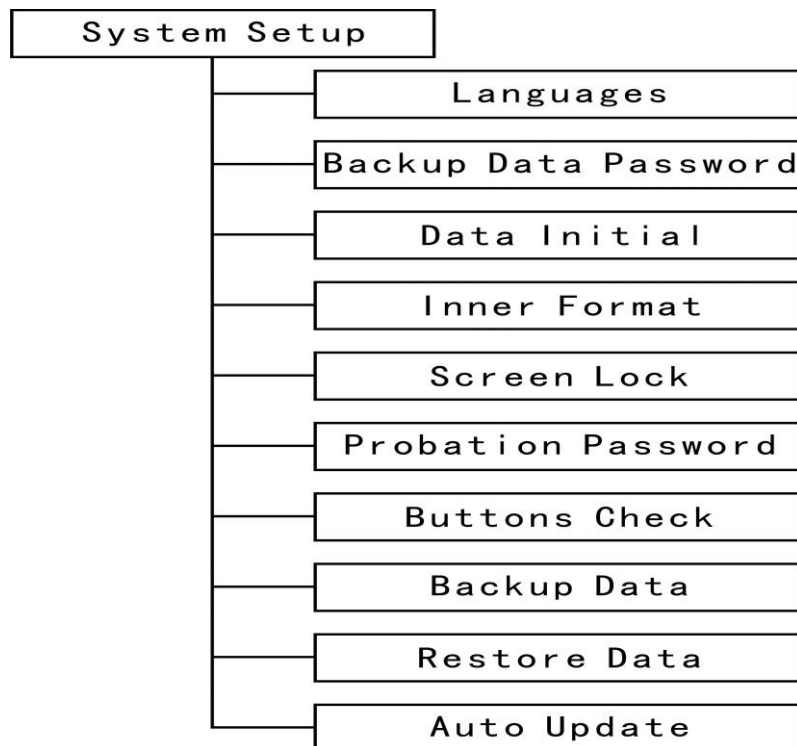 System Setup
Languages
Backup Data Password
Data Initial
Inner Format
Screen Lock
Probation Password
Buttons Check
Backup Data
Restore Data
Auto Update